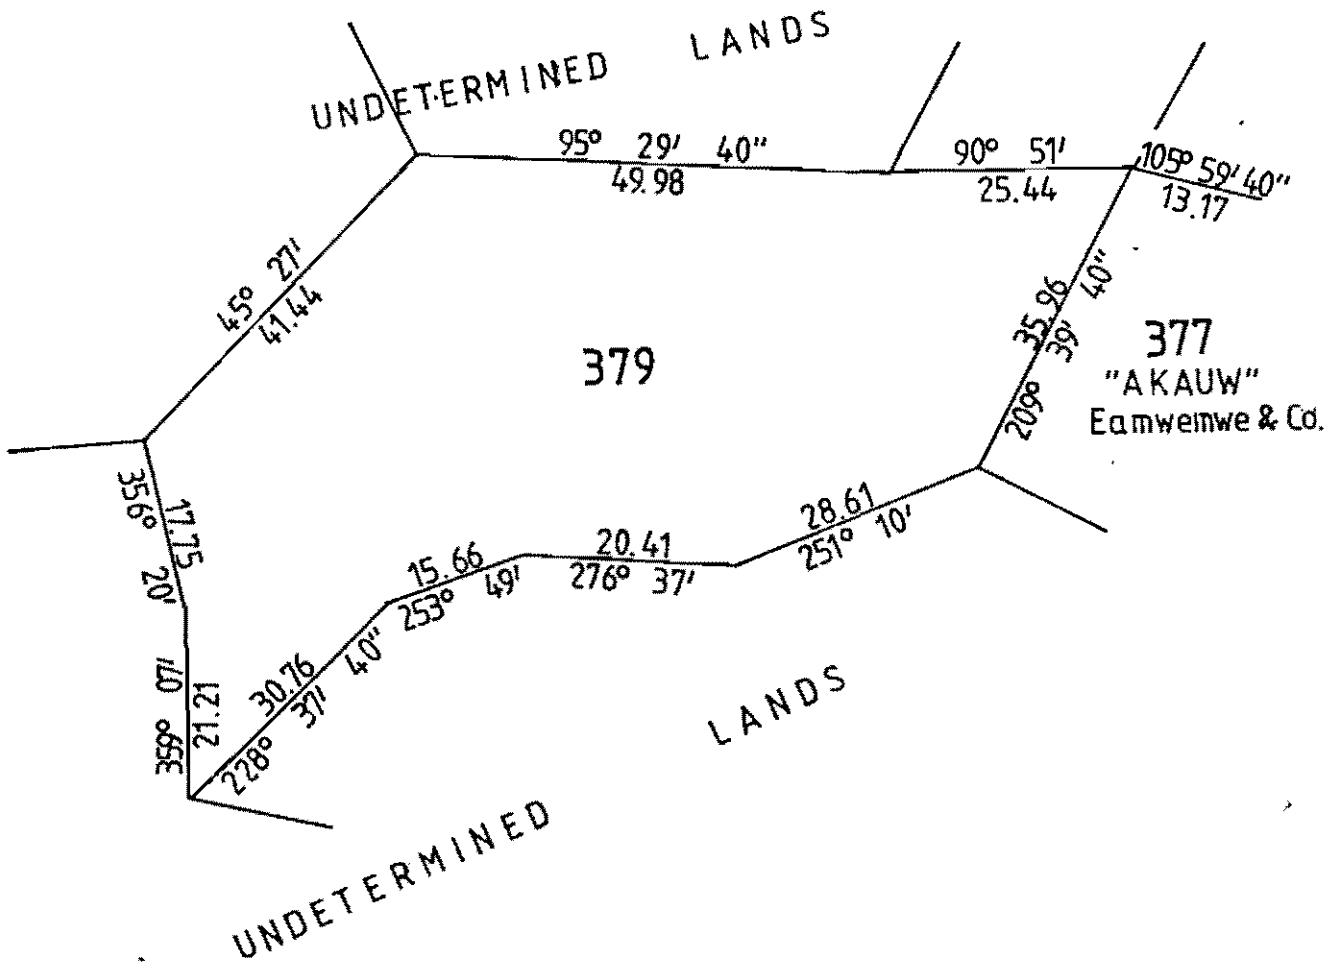 UNDETERMINED LANDS
95° 29' 40"
49.98
90° 51'
25.44
105° 59' 40"
13.17
45° 27'
41.44
35.96
209° 39' 40"
379
377
"AKAUW"
Eamwemwe & Co.
356° 20'
17.75
28.61
251° 10'
20.41
276° 37'
15.66
253° 49'
30.76
228° 37' 40"
359° 07'
21.21
UNDETERMINED LANDS